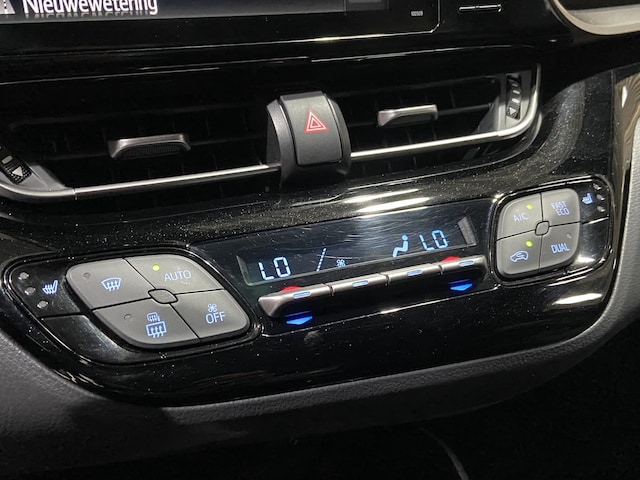 Nieuwewetering
A/C
FAST
ECO
LO
LO
AUTO
OFF
DUAL